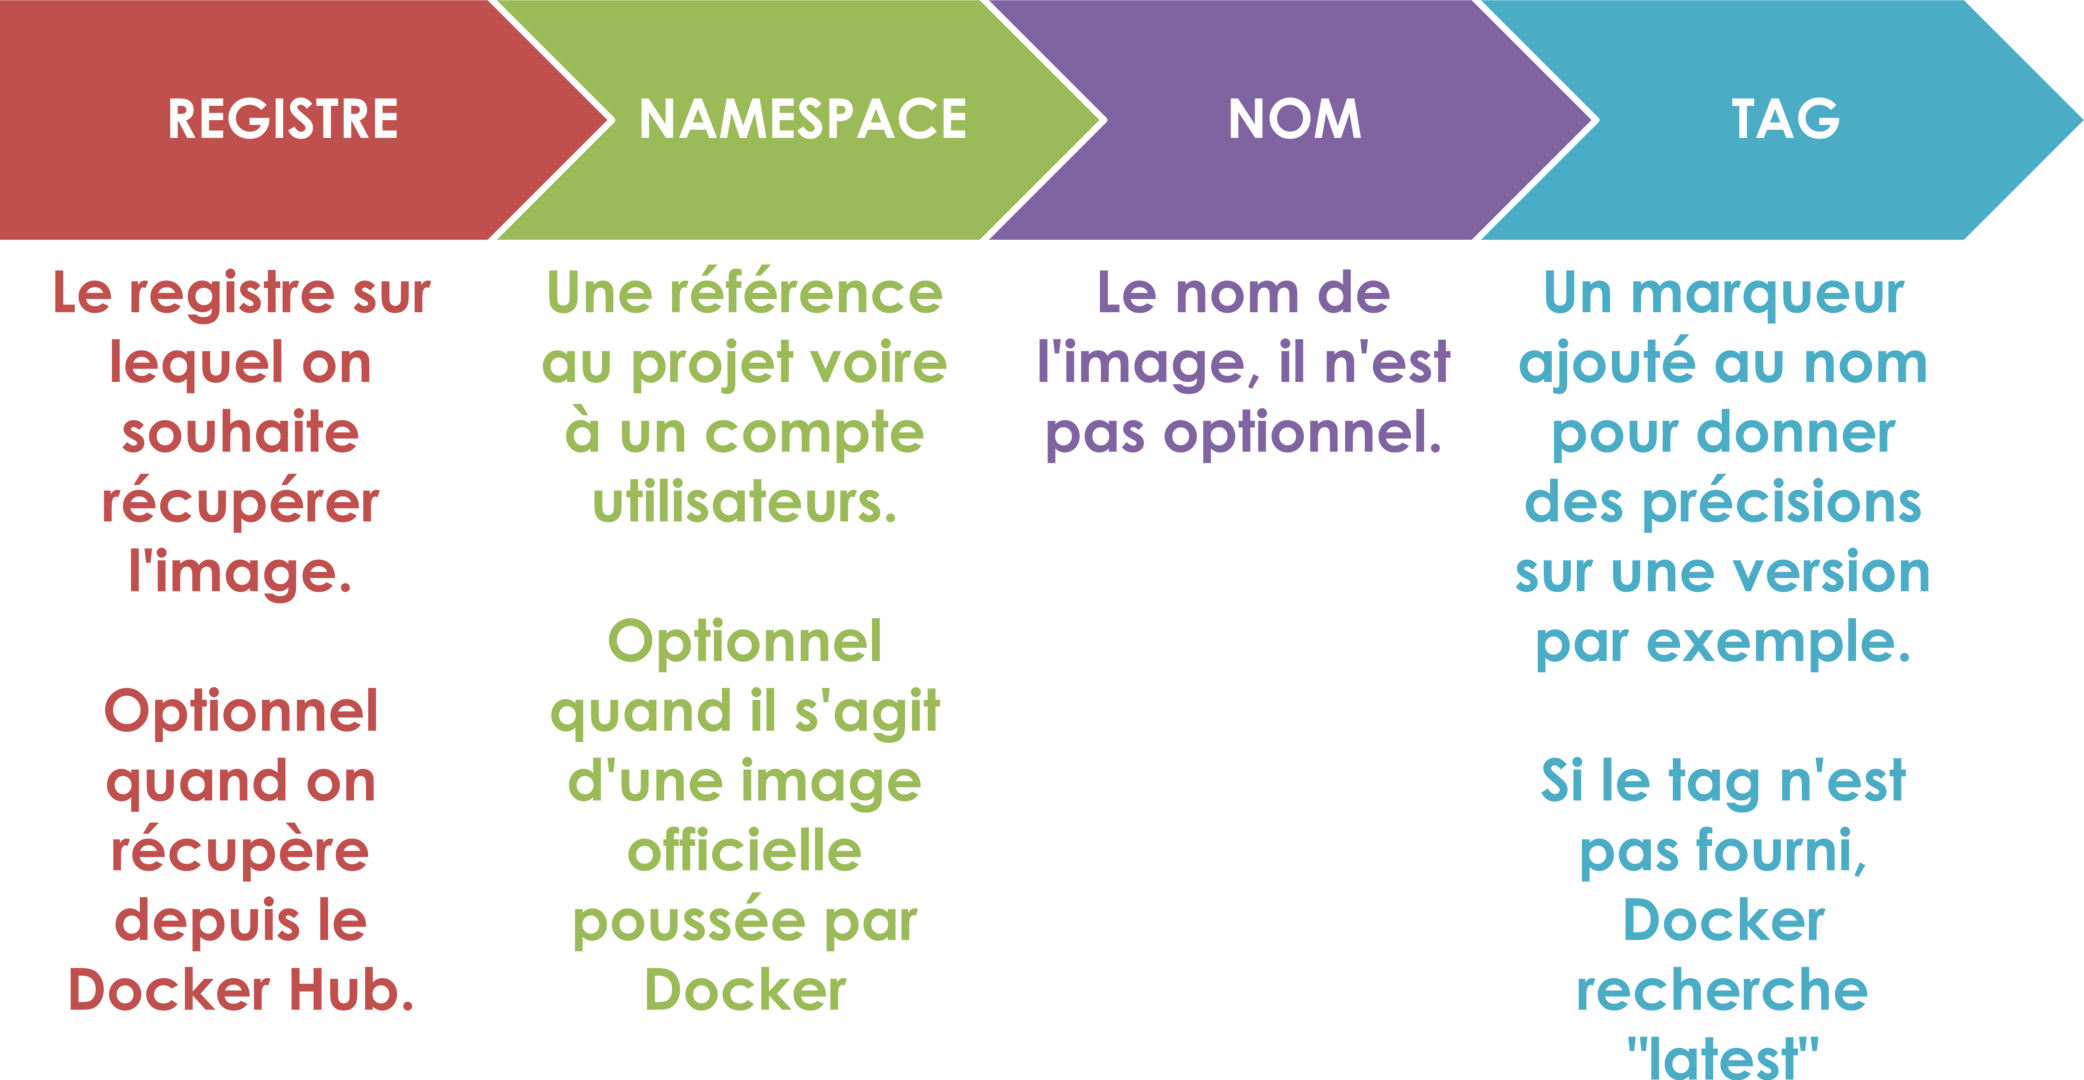 REGISTRE
NAMESPACE
NOM
TAG
Le registre sur
lequel on
souhaite
récupérer
l'image.
Optionnel
quand on
récupère
depuis le
Docker Hub.
Une référence
au projet voire
à un compte
utilisateurs.
Optionnel
quand il s'agit
d'une image
officielle
poussée par
Docker
Le nom de
l'image, il n'est
pas optionnel.
Un marqueur
ajouté au nom
pour donner
des précisions
sur une version
par exemple.
Si le tag n'est
pas fourni,
Docker
recherche
"latest"